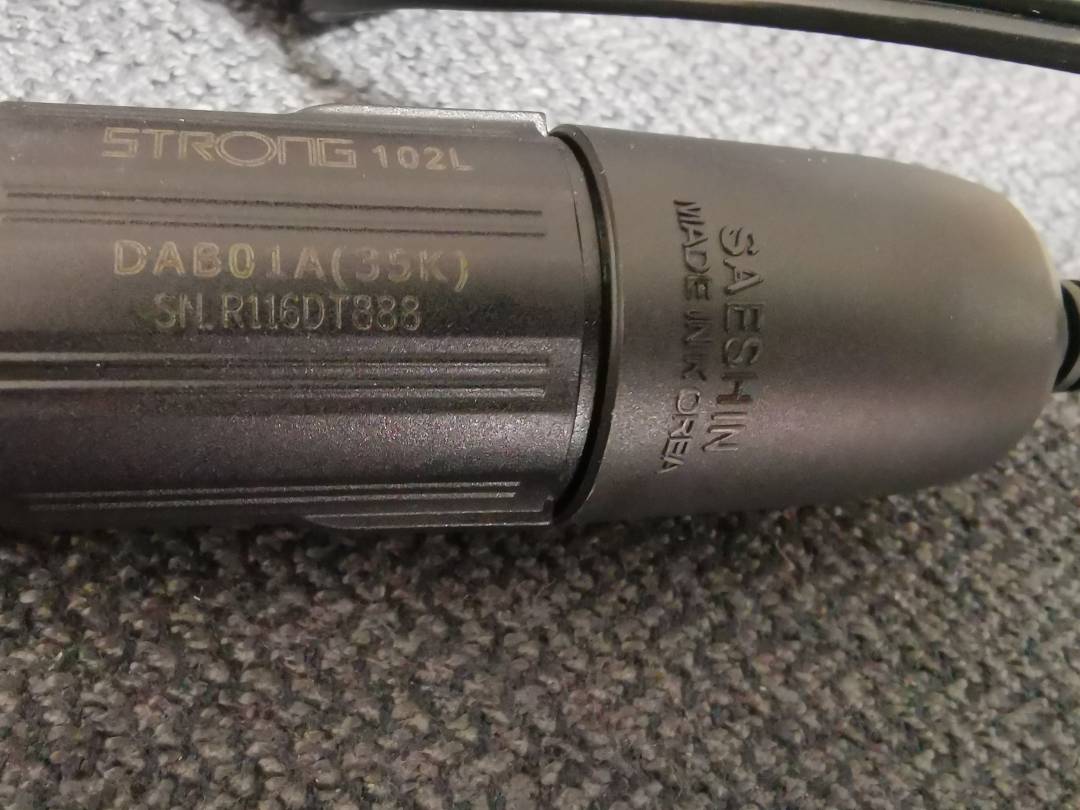 STRONG 102L
DAB01A(35K)
SN.R116DT888
SAESHIN
MADE IN KOREA